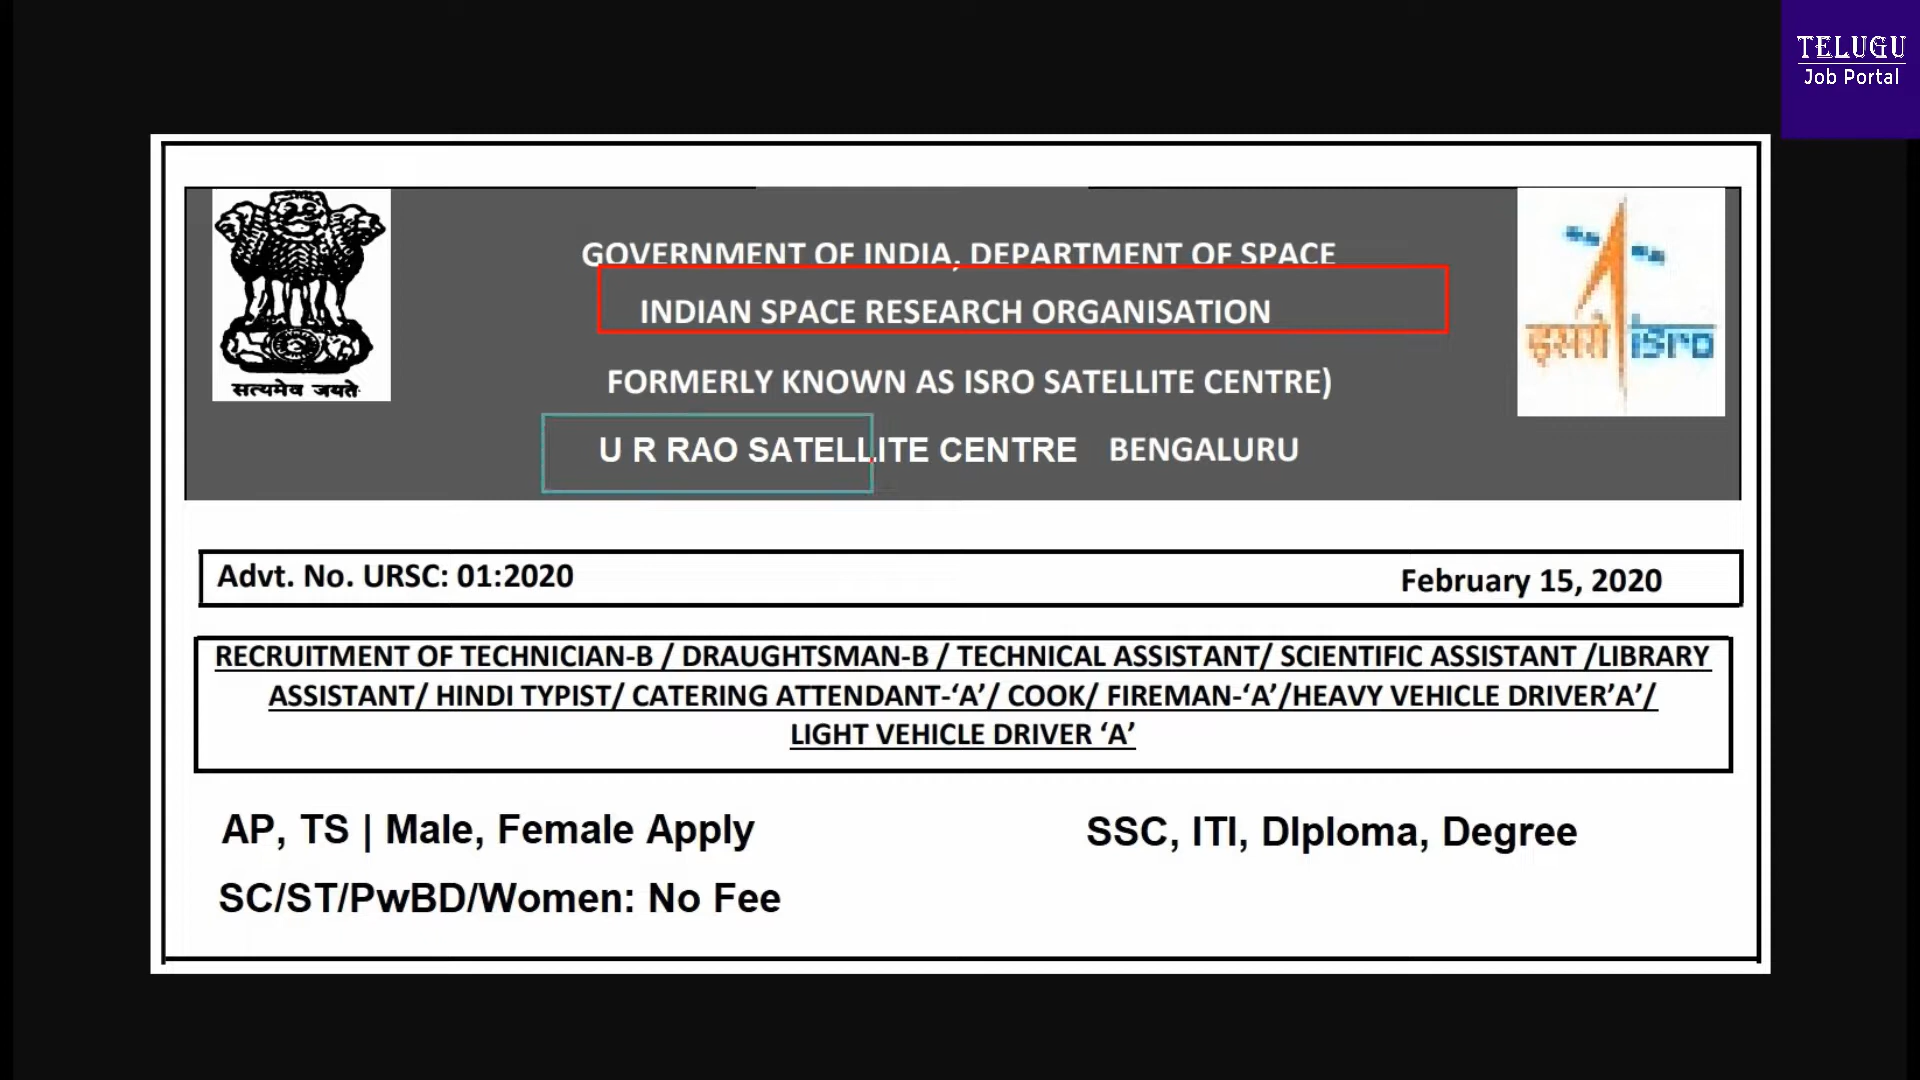 TELUGU
Job Portal
GOVERNMENT OF INDIA, DEPARTMENT OF SPACE
INDIAN SPACE RESEARCH ORGANISATION
FORMERLY KNOWN AS ISRO SATELLITE CENTRE)
U R RAO SATELLITE CENTRE BENGALURU
सत्यमेव जयते
इसरो isro
Advt. No. URSC: 01:2020
February 15, 2020
RECRUITMENT OF TECHNICIAN-B / DRAUGHTSMAN-B / TECHNICAL ASSISTANT/ SCIENTIFIC ASSISTANT /LIBRARY
ASSISTANT/ HINDI TYPIST/ CATERING ATTENDANT-‘A’/ COOK/ FIREMAN-‘A’/HEAVY VEHICLE DRIVER’A’/
LIGHT VEHICLE DRIVER ‘A’
AP, TS | Male, Female Apply
SSC, ITI, DIploma, Degree
SC/ST/PwBD/Women: No Fee